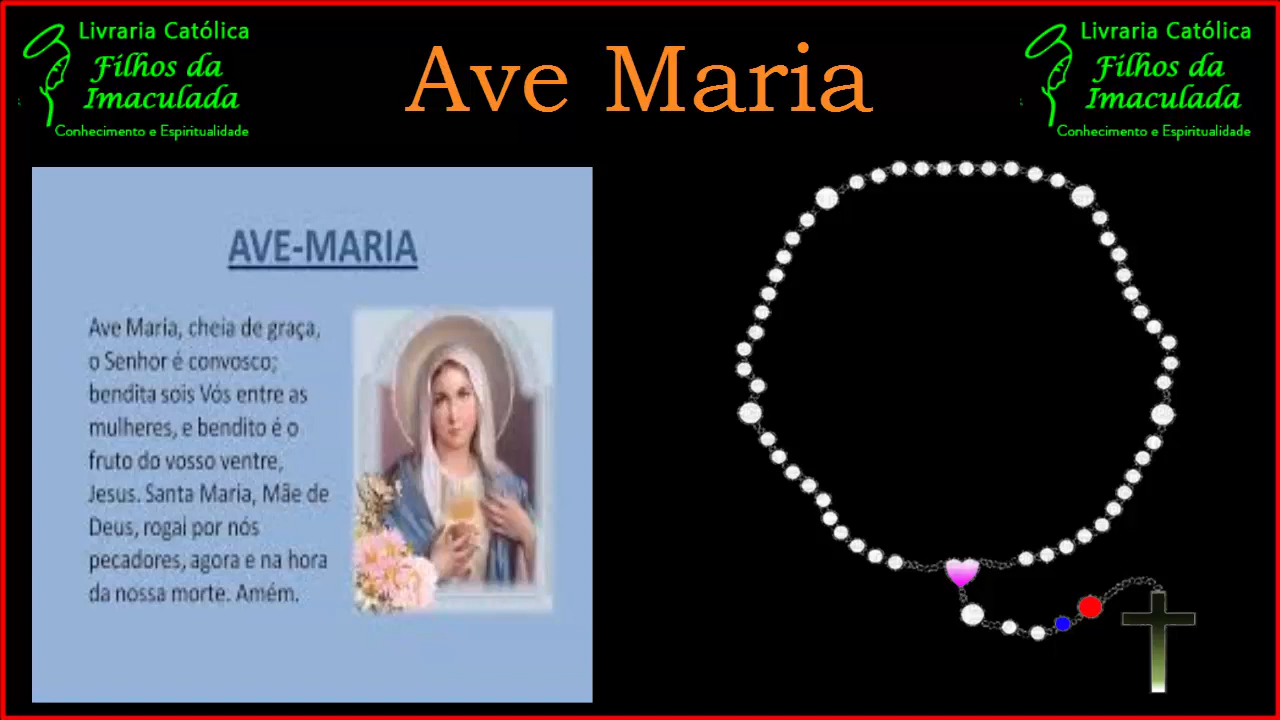 Livraria Católica
Filhos da
Imaculada
Conhecimento e Espiritualidade
Ave Maria
Livraria Católica
Filhos da
Imaculada
Conhecimento e Espiritualidade
AVE-MARIA
Ave Maria, cheia de graça,
o Senhor é convosco;
bendita sois Vós entre as
mulheres, e bendito é o
fruto do vosso ventre,
Jesus. Santa Maria, Mãe de
Deus, rogai por nós
pecadores, agora e na hora
da nossa morte. Amém.